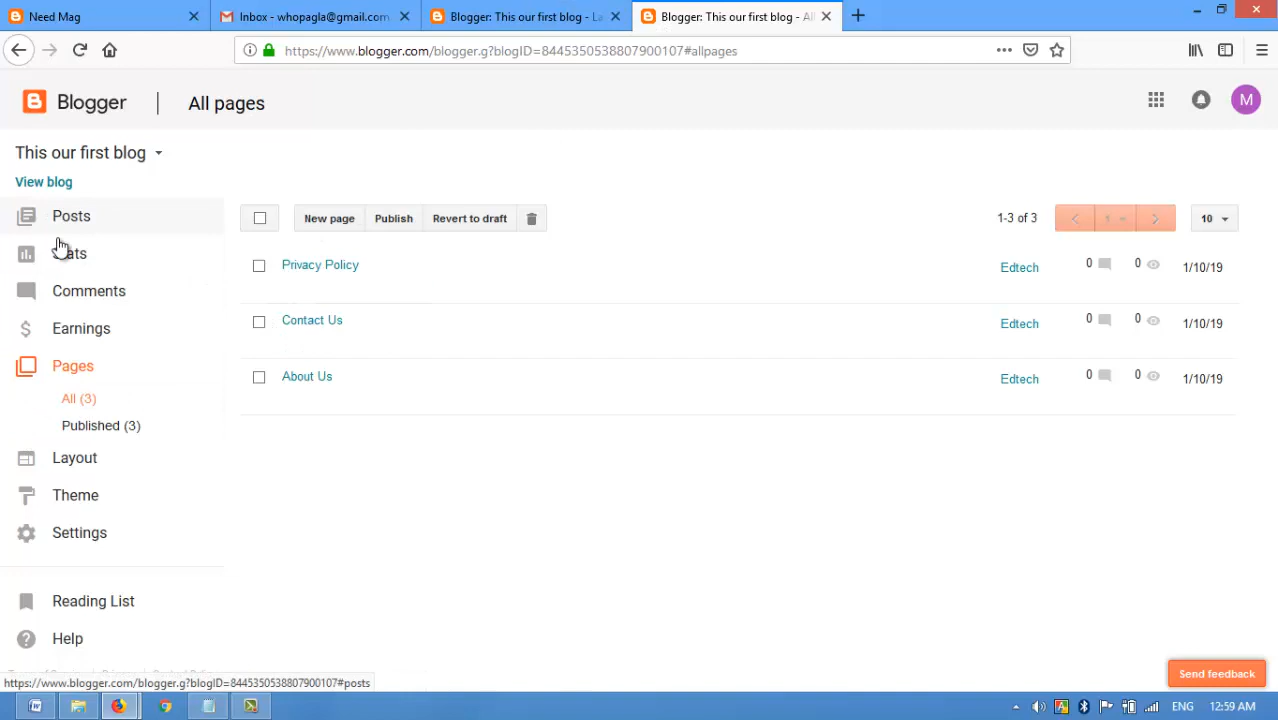 Need Mag
Inbox - whopagla@gmail.com
Blogger: This our first blog - La
Blogger: This our first blog - Al
https://www.blogger.com/blogger.g?blogID=8445350538807900107#allpages
Blogger
All pages
M
This our first blog
View blog
Posts
Stats
Comments
Earnings
Pages
All (3)
Published (3)
Layout
Theme
Settings
Reading List
Help
New page
Publish
Revert to draft
1-3 of 3
1
10
Privacy Policy
Edtech
0
0
1/10/19
Contact Us
Edtech
0
0
1/10/19
About Us
Edtech
0
0
1/10/19
https://www.blogger.com/blogger.g?blogID=8445350538807900107#posts
Send feedback
ENG
12:59 AM